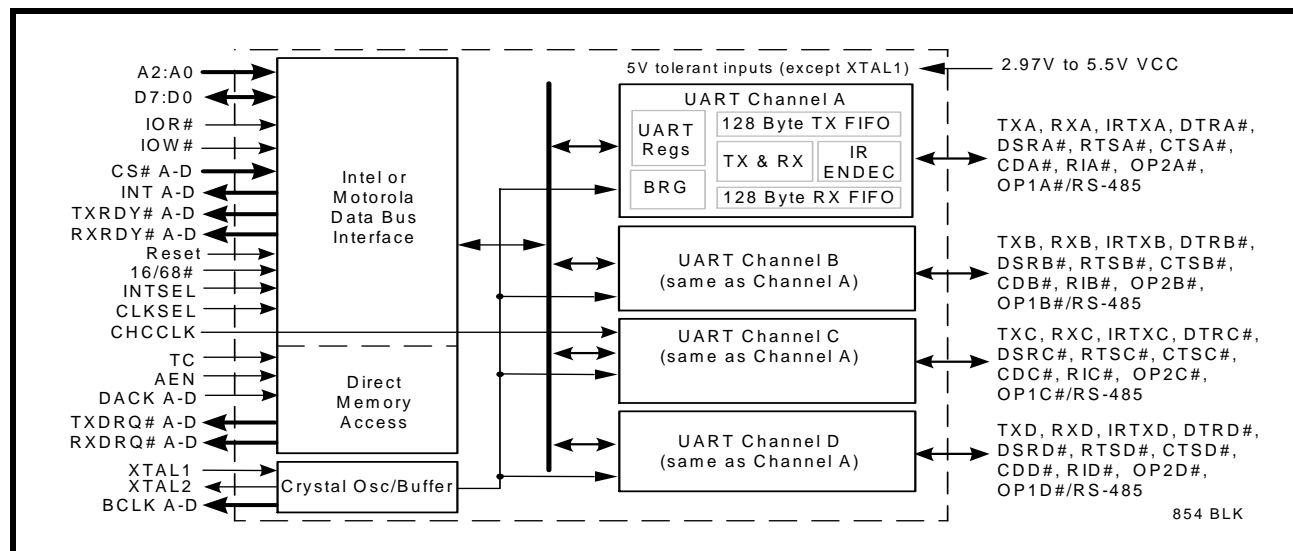 A2:A0
D7:D0
IOR#
IOW#
CS# A-D
INT A-D
TXRDY# A-D
RXRDY# A-D
Reset
16/68#
INTSEL
CLKSEL
CHCCLK
TC
AEN
DACK A-D
TXDRQ# A-D
RXDRQ# A-D
XTAL1
XTAL2
BCLK A-D
Intel or
Motorola
Data Bus
Interface
Direct
Memory
Access
Crystal Osc/Buffer
5V tolerant inputs (except XTAL1)
2.97V to 5.5V VCC
UART Channel A
UART
Regs
BRG
128 Byte TX FIFO
TX & RX
IR
ENDEC
128 Byte RX FIFO
UART Channel B
(same as Channel A)
UART Channel C
(same as Channel A)
UART Channel D
(same as Channel A)
TXA, RXA, IRTXA, DTRA#,
DSRA#, RTSA#, CTSA#,
CDA#, RIA#, OP2A#,
OP1A#/RS-485
TXB, RXB, IRTXB, DTRB#,
DSRB#, RTSB#, CTSB#,
CDB#, RIB#, OP2B#,
OP1B#/RS-485
TXC, RXC, IRTXC, DTRC#,
DSRC#, RTSC#, CTSC#,
CDC#, RIC#, OP2C#,
OP1C#/RS-485
TXD, RXD, IRTXD, DTRD#,
DSRD#, RTSD#, CTSD#,
CDD#, RID#, OP2D#,
OP1D#/RS-485
854 BLK